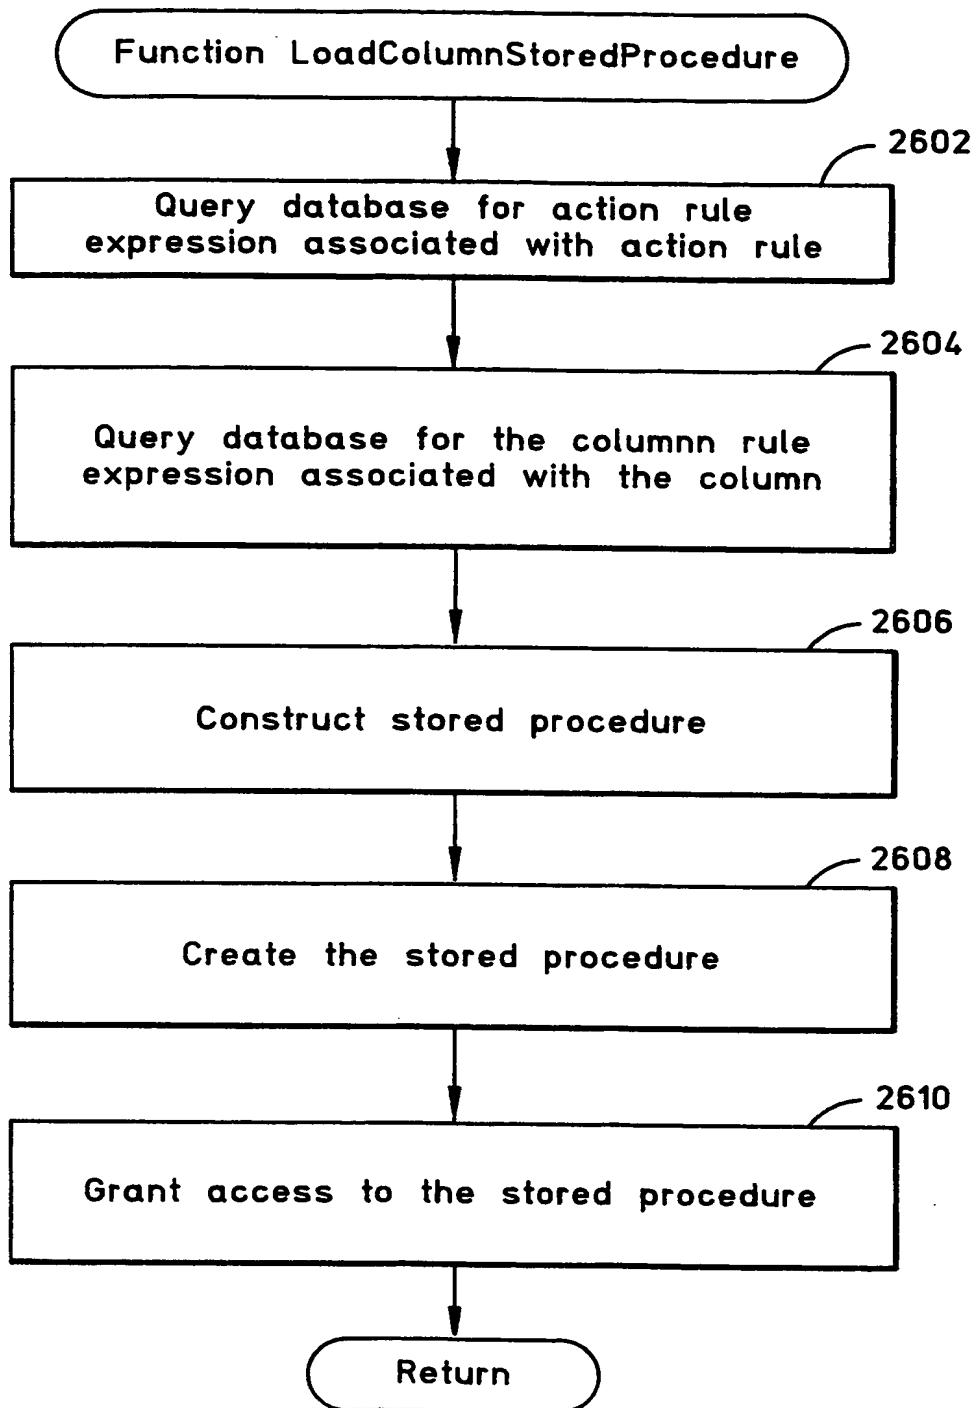 Function LoadColumnStoredProcedure
2602
Query database for action rule
expression associated with action rule
2604
Query database for the columnn rule
expression associated with the column
2606
Construct stored procedure
2608
Create the stored procedure
2610
Grant access to the stored procedure
Return